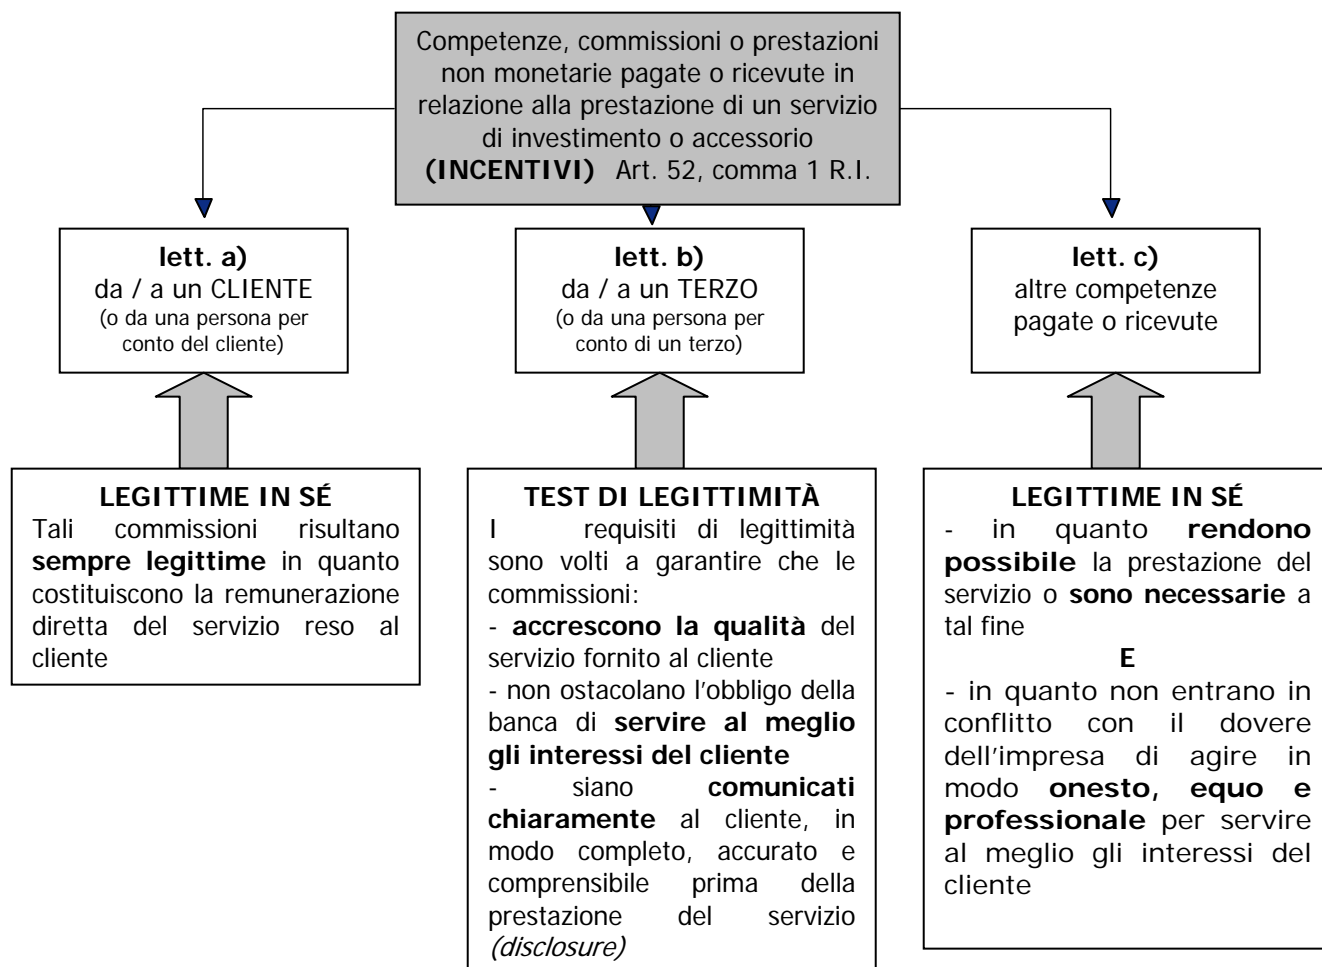 Competenze, commissioni o prestazioni
non monetarie pagate o ricevute in
relazione alla prestazione di un servizio
di investimento o accessorio
(INCENTIVI) Art. 52, comma 1 R.I.
lett. a)
da / a un CLIENTE
(o da una persona per
conto del cliente)
lett. b)
da / a un TERZO
(o da una persona per
conto di un terzo)
lett. c)
altre competenze
pagate o ricevute
LEGITTIME IN SÉ
Tali commissioni risultano
sempre legittime in quanto
costituiscono la remunerazione
diretta del servizio reso al
cliente
TEST DI LEGITTIMITÀ
I requisiti di legittimità
sono volti a garantire che le
commissioni:
- accrescono la qualità del
servizio fornito al cliente
- non ostacolano l'obbligo della
banca di servire al meglio
gli interessi del cliente
- siano comunicati
chiaramente al cliente, in
modo completo, accurato e
comprensibile prima della
prestazione del servizio
(disclosure)
LEGITTIME IN SÉ
- in quanto rendono
possibile la prestazione del
servizio o sono necessarie a
tal fine
E
- in quanto non entrano in
conflitto con il dovere
dell'impresa di agire in
modo onesto, equo e
professionale per servire
al meglio gli interessi del
cliente